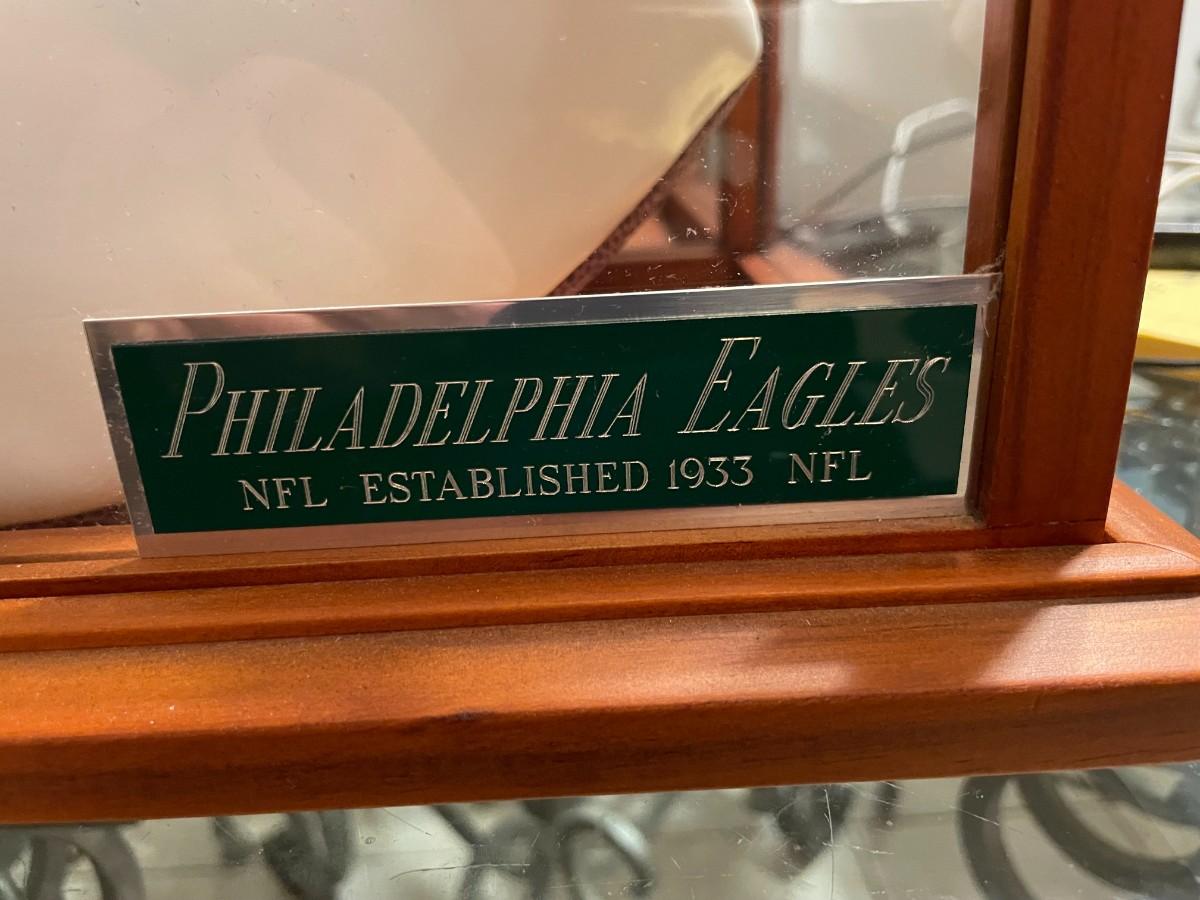 PHILADELPHIA EAGLES
NFL ESTABLISHED 1933 NFL